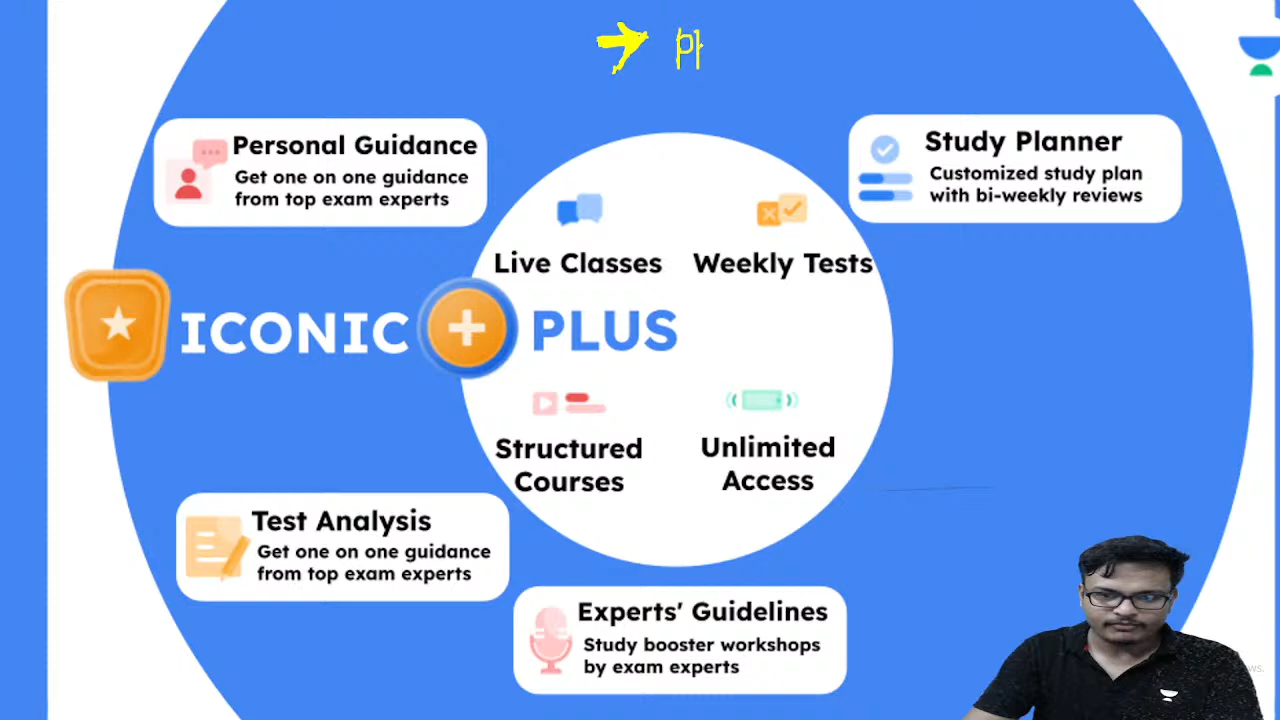 Personal Guidance
Get one on one guidance
from top exam experts
Study Planner
Customized study plan
with bi-weekly reviews
Live Classes
Weekly Tests
ICONIC + PLUS
Structured
Courses
Unlimited
Access
Test Analysis
Get one on one guidance
from top exam experts
Experts' Guidelines
Study booster workshops
by exam experts